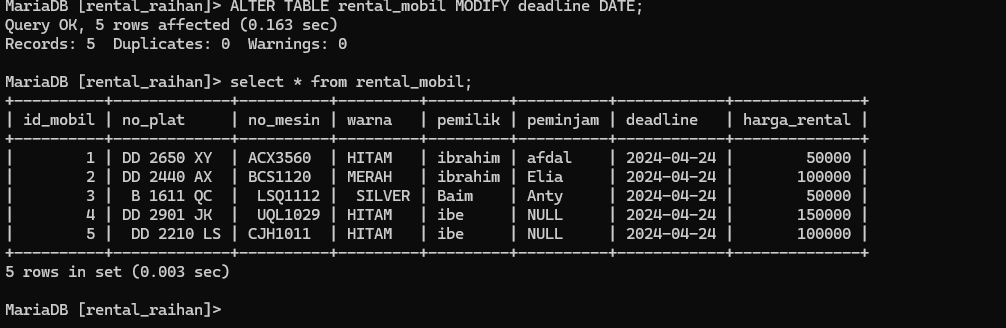 MariaDB [rental_raihan]> ALTER TABLE rental_mobil MODIFY deadline DATE;
Query OK, 5 rows affected (0.163 sec)
Records: 5  Duplicates: 0  Warnings: 0

MariaDB [rental_raihan]> select * from rental_mobil;
+----------+-------------+----------+---------+---------+----------+------------+--------------+
| id_mobil | no_plat     | no_mesin | warna   | pemilik | peminjam | deadline   | harga_rental |
+----------+-------------+----------+---------+---------+----------+------------+--------------+
|        1 | DD 2650 XY | ACX3560  | HITAM   | ibrahim | afdal    | 2024-04-24 |        50000 |
|        2 | DD 2440 AX | BCS1120  | MERAH   | ibrahim | Elia     | 2024-04-24 |       100000 |
|        3 |  B 1611 QC  |  LSQ1112 |  SILVER | Baim    | Anty     | 2024-04-24 |        50000 |
|        4 | DD 2901 JK  |  UQL1029 | HITAM   | ibe     | NULL     | 2024-04-24 |       150000 |
|        5 |  DD 2210 LS | CJH1011  | HITAM   | ibe     | NULL     | 2024-04-24 |       100000 |
+----------+-------------+----------+---------+---------+----------+------------+--------------+
5 rows in set (0.003 sec)

MariaDB [rental_raihan]>